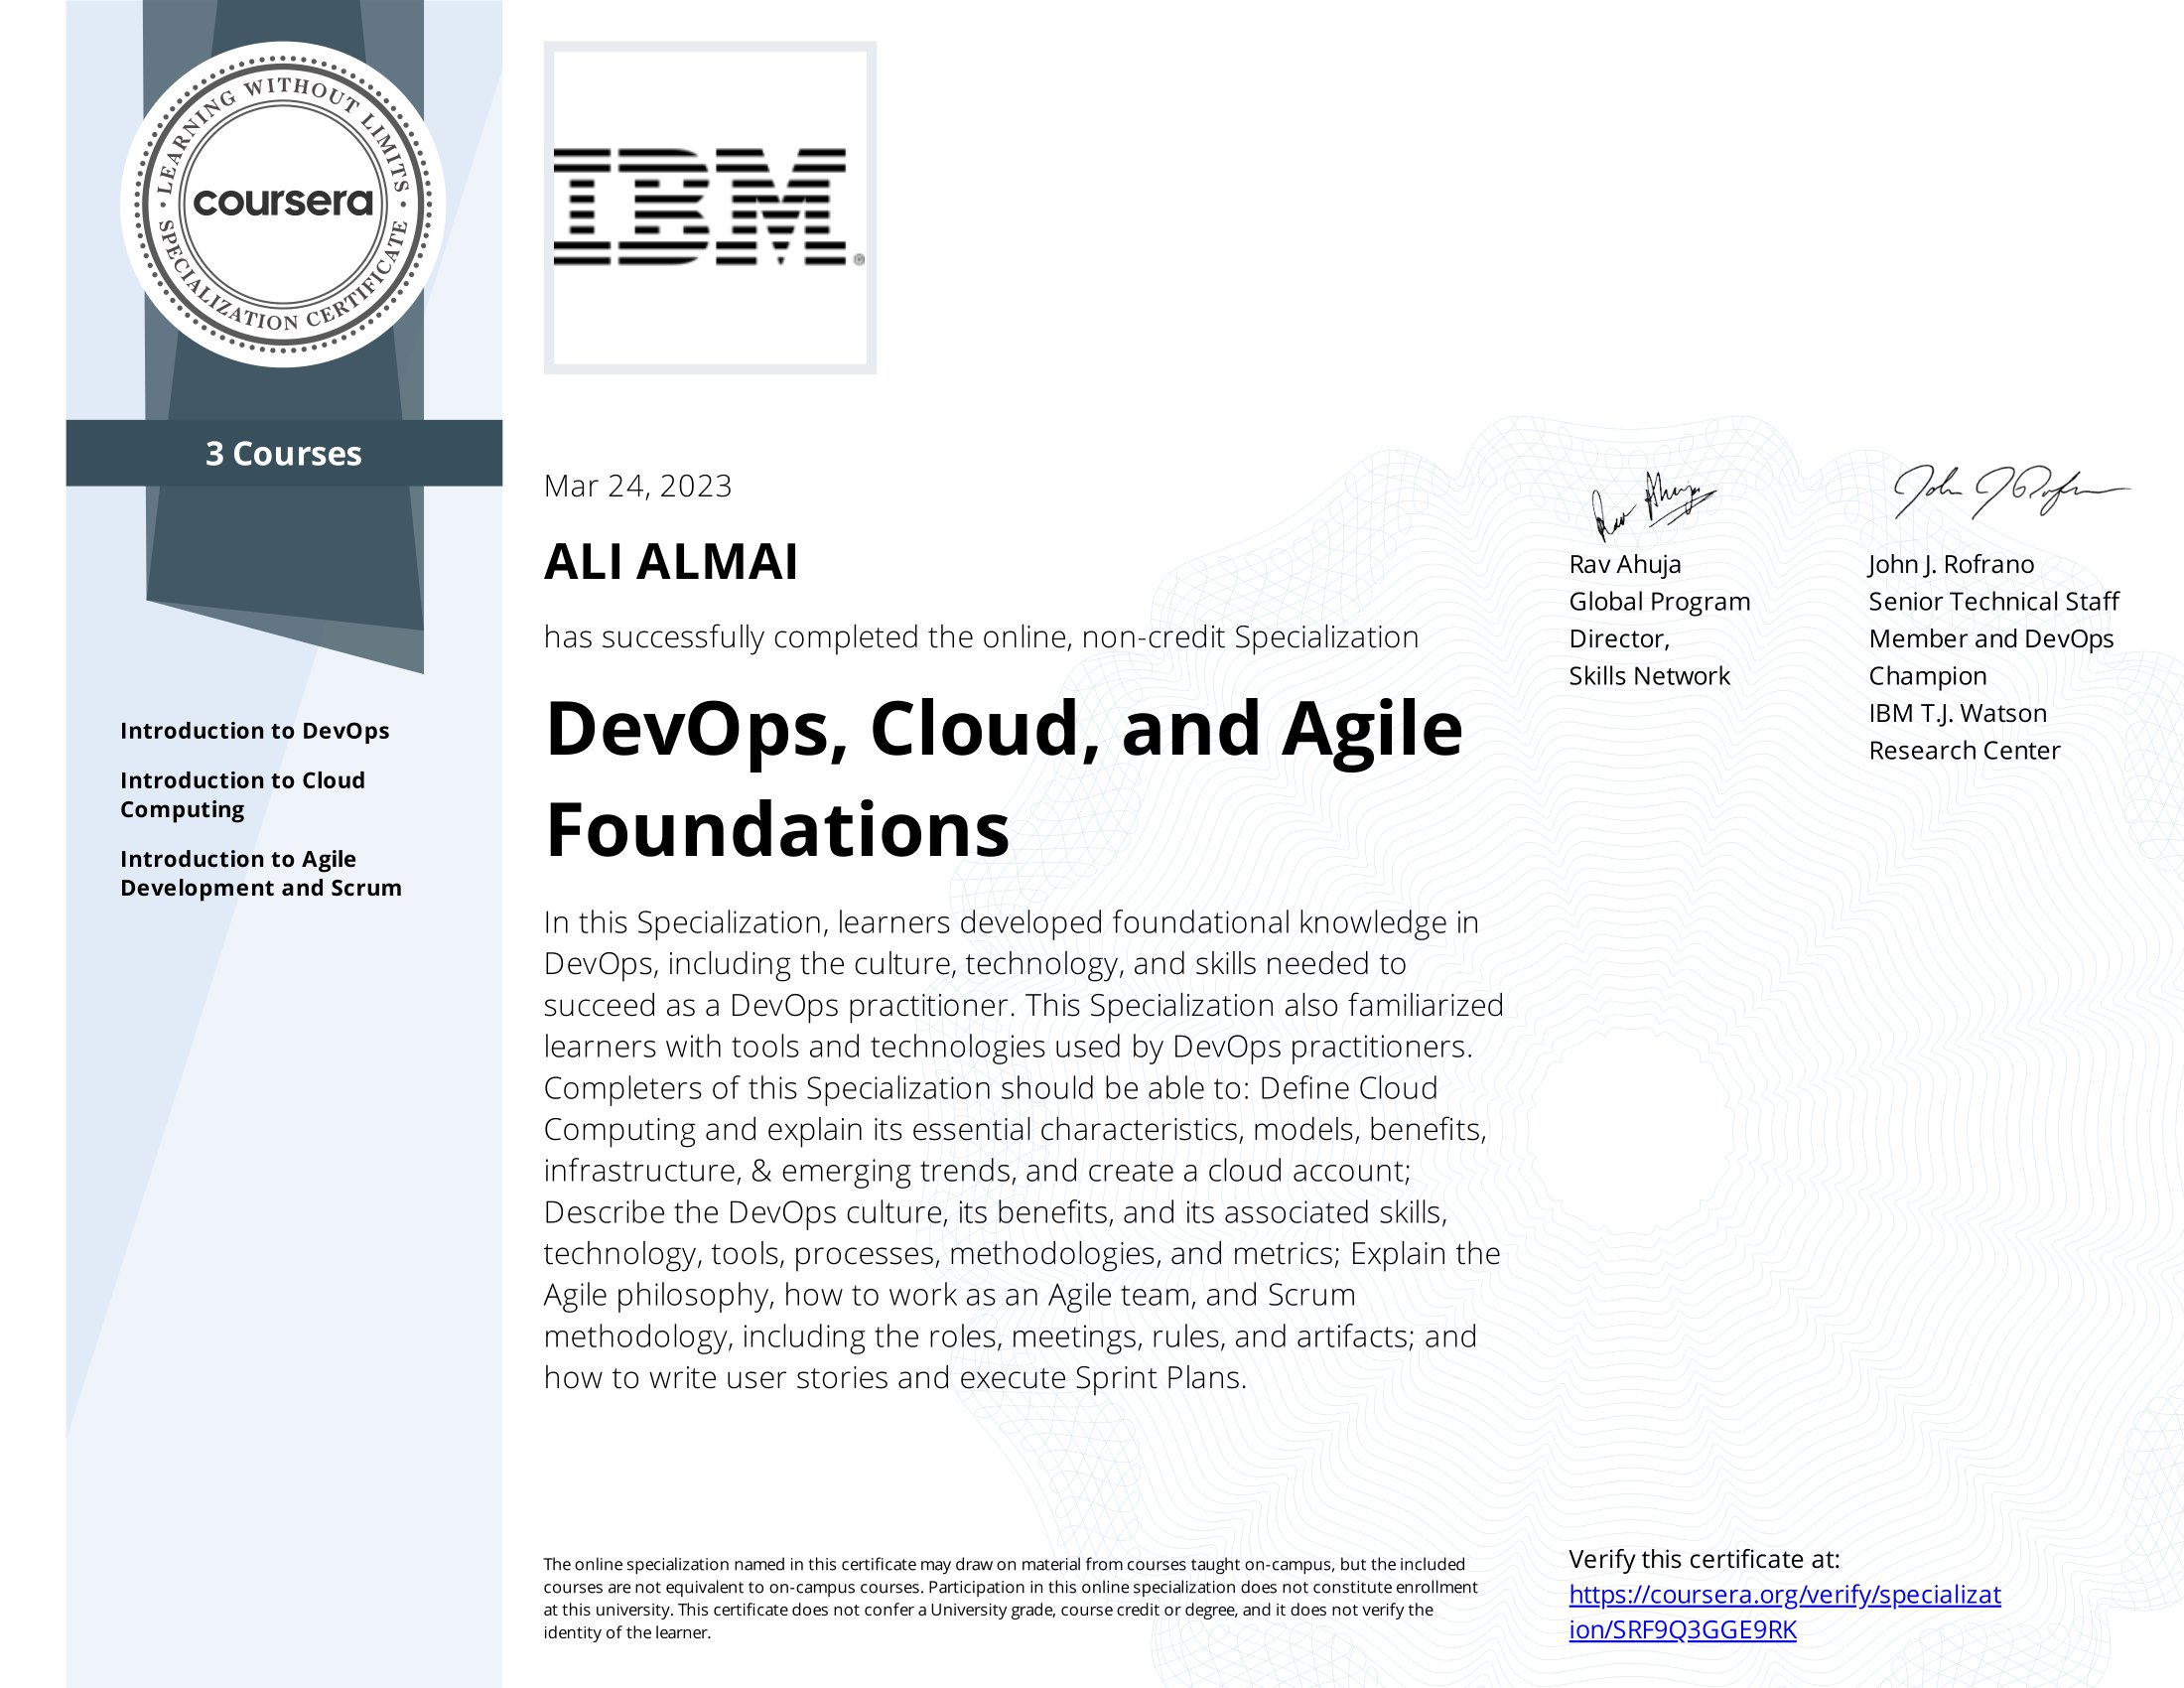 LEARNING WITHOUT LIMITS
coursera
SPECIALIZATION CERTIFICATE
3 Courses
Introduction to DevOps
Introduction to Cloud
Computing
Introduction to Agile
Development and Scrum
IBM®
Mar 24, 2023
ALI ALMAI
has successfully completed the online, non-credit Specialization
DevOps, Cloud, and Agile
Foundations
In this Specialization, learners developed foundational knowledge in
DevOps, including the culture, technology, and skills needed to
succeed as a DevOps practitioner. This Specialization also familiarized
learners with tools and technologies used by DevOps practitioners.
Completers of this Specialization should be able to: Define Cloud
Computing and explain its essential characteristics, models, benefits,
infrastructure, & emerging trends, and create a cloud account;
Describe the DevOps culture, its benefits, and its associated skills,
technology, tools, processes, methodologies, and metrics; Explain the
Agile philosophy, how to work as an Agile team, and Scrum
methodology, including the roles, meetings, rules, and artifacts; and
how to write user stories and execute Sprint Plans.
The online specialization named in this certificate may draw on material from courses taught on-campus, but the included
courses are not equivalent to on-campus courses. Participation in this online specialization does not constitute enrollment
at this university. This certificate does not confer a University grade, course credit or degree, and it does not verify the
identity of the learner.
Rav Ahuja
Rav Ahuja
Global Program
Director,
Skills Network
John J Rofrano
John J. Rofrano
Senior Technical Staff
Member and DevOps
Champion
IBM T.J. Watson
Research Center
Verify this certificate at:
https://coursera.org/verify/specializat
ion/SRF9Q3GGE9RK